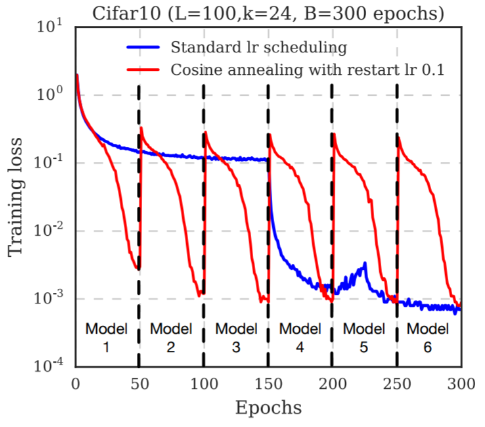 Cifar10 (L=100,k=24, B=300 epochs)
Standard lr scheduling
Cosine annealing with restart lr 0.1
Training loss
10^1
10^0
10^-1
10^-2
10^-3
10^-4
Model 1
Model 2
Model 3
Model 4
Model 5
Model 6
0 50 100 150 200 250 300
Epochs